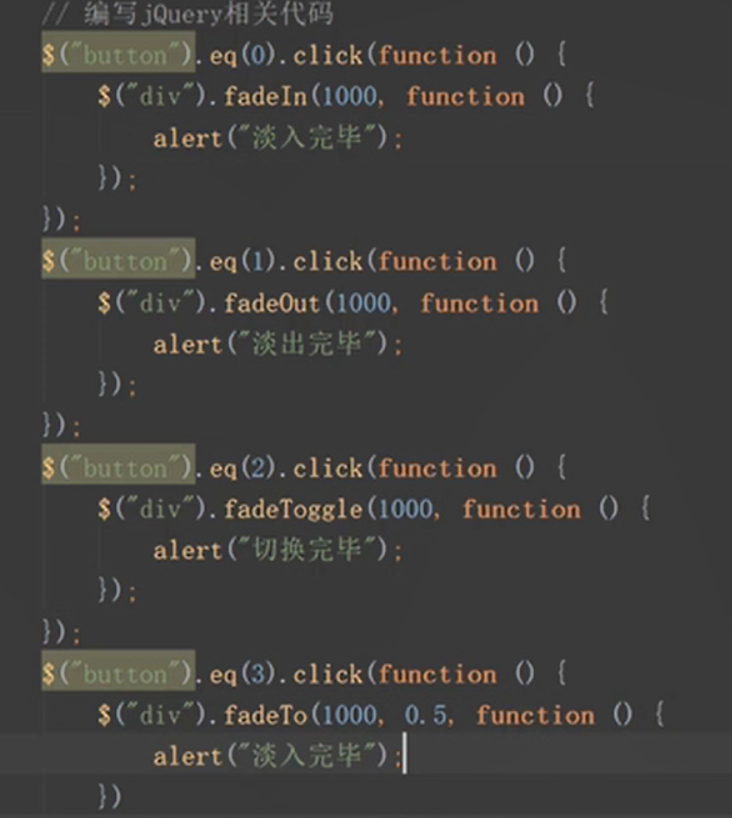 // 编写jQuery相关代码
$("button").eq(0).click(function () {
    $("div").fadeIn(1000, function () {
        alert("淡入完毕");
    });
});
$("button").eq(1).click(function () {
    $("div").fadeOut(1000, function () {
        alert("淡出完毕");
    });
});
$("button").eq(2).click(function () {
    $("div").fadeToggle(1000, function () {
        alert("切换完毕");
    });
});
$("button").eq(3).click(function () {
    $("div").fadeTo(1000, 0.5, function () {
        alert("淡入完毕");
    })